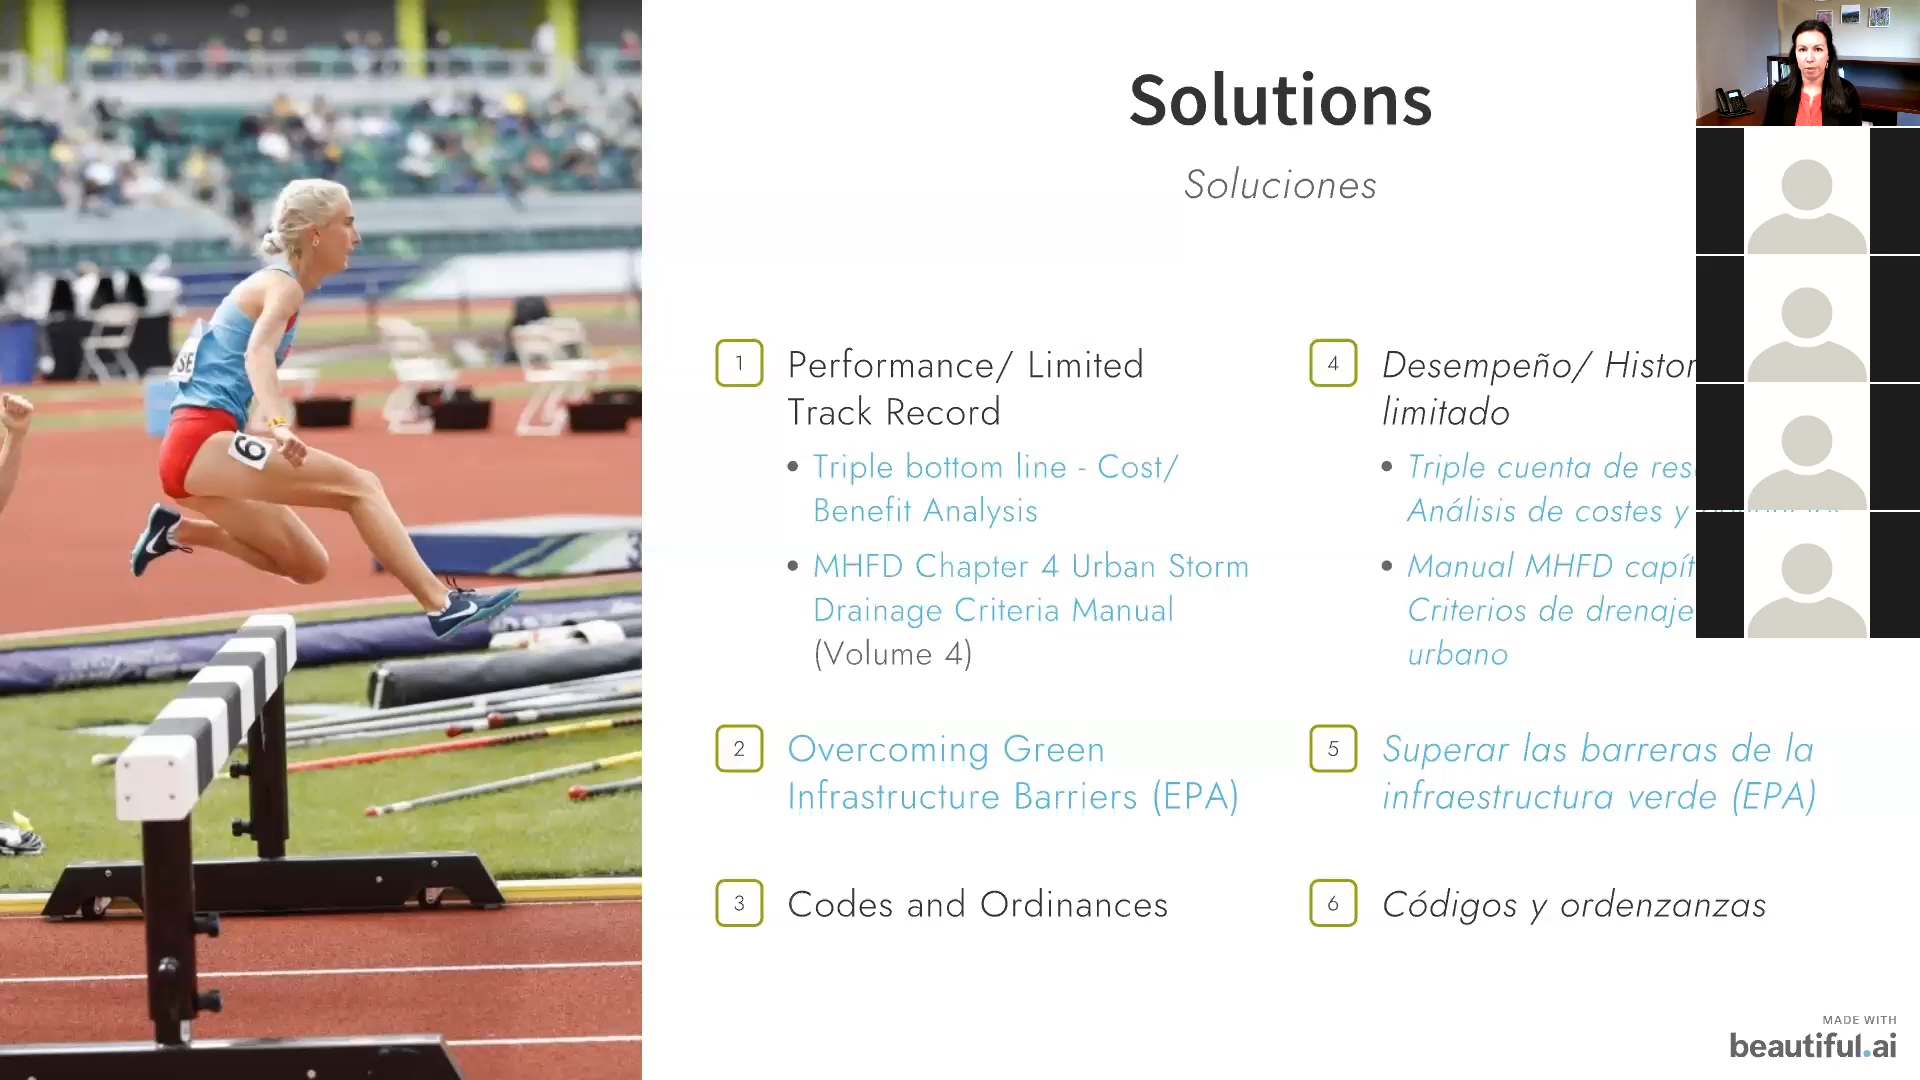 Solutions
Soluciones
1
Performance/ Limited
Track Record
• Triple bottom line - Cost/
Benefit Analysis
• MHFD Chapter 4 Urban Storm
Drainage Criteria Manual
(Volume 4)
2
Overcoming Green
Infrastructure Barriers (EPA)
3
Codes and Ordinances
4
Desempeño/
limitado
• Triple cuenta de
Análisis de costes y
• Manual MHFD
Criterios de drenaje
urbano
5
Superar las barreras de la
infraestructura verde (EPA)
6
Códigos y ordenzanzas
6
SE
MADE WITH
beautiful.ai